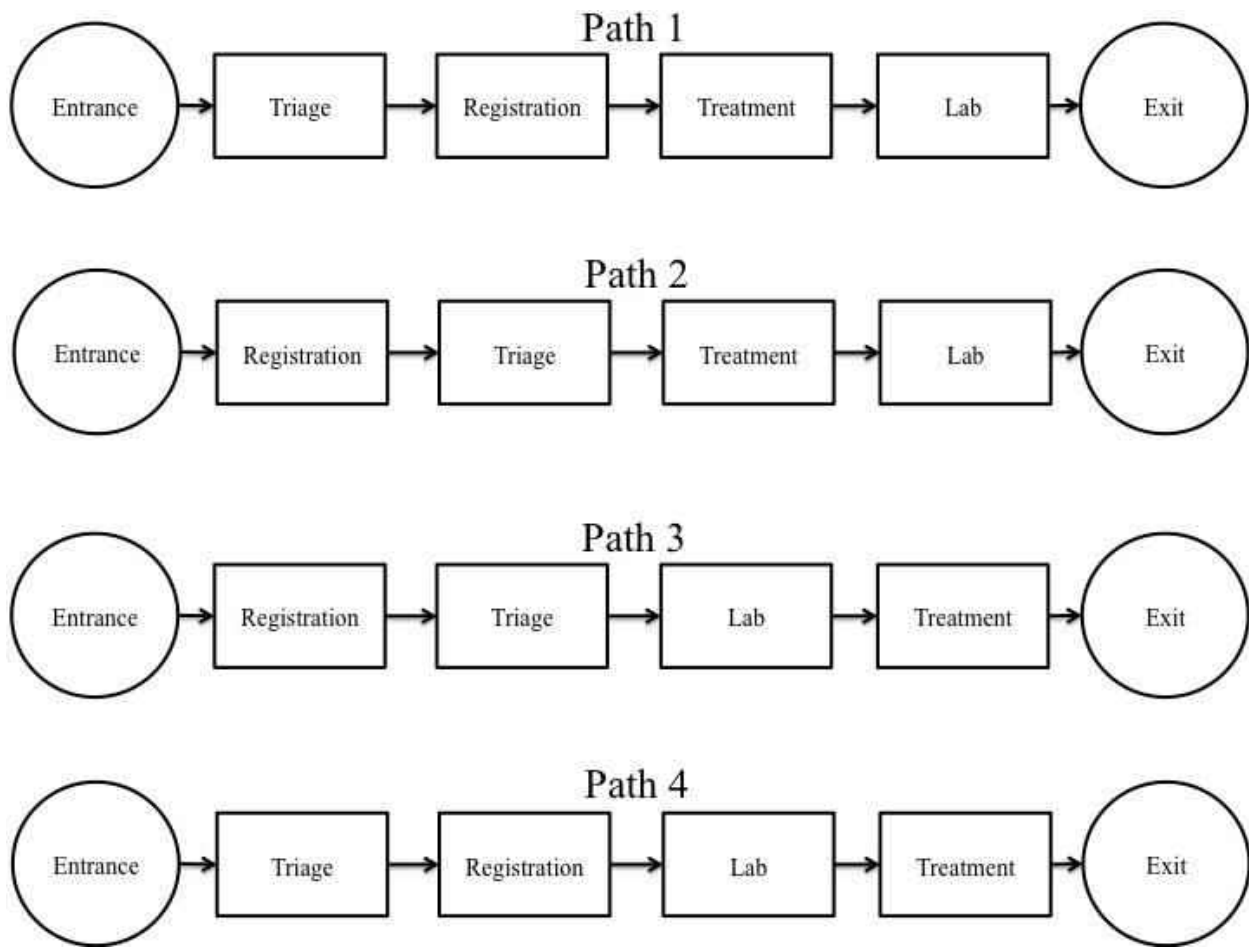 Path 1
Entrance Triage Registration Treatment Lab Exit
Path 2
Entrance Registration Triage Treatment Lab Exit
Path 3
Entrance Registration Triage Lab Treatment Exit
Path 4
Entrance Triage Registration Lab Treatment Exit